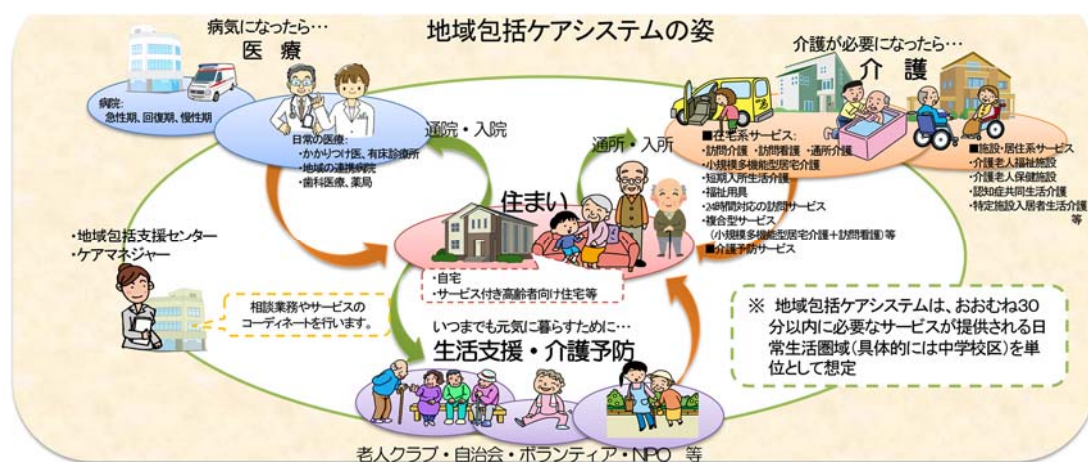 地域包括ケアシステムの姿
病気になったら…
医 療
病院:
急性期、回復期、慢性期
日常の医療:
・かかりつけ医、有床診療所
・地域の連携病院
・歯科医療、薬局
通院・入院
通所・入所
介護が必要になったら…
介 護
■在宅系サービス:
・訪問介護・訪問看護・通所介護
・小規模多機能型居宅介護
・短期入所生活介護
・福祉用具
・24時間対応の訪問サービス
・複合型サービス
(小規模多機能型居宅介護+訪問看護)等
■介護予防サービス
■施設・居住系サービス
・介護老人福祉施設
・介護老人保健施設
・認知症共同生活介護
・特定施設入居者生活介護
等
住まい
・自宅
・サービス付き高齢者向け住宅等
・地域包括支援センター
・ケアマネジャー
相談業務やサービスの
コーディネートを行います。
いつまでも元気に暮らすために…
生活支援・介護予防
老人クラブ・自治会・ボランティア・NPO 等
※ 地域包括ケアシステムは、おおむね30
分以内に必要なサービスが提供される日
常生活圏域(具体的には中学校区)を単
位として想定